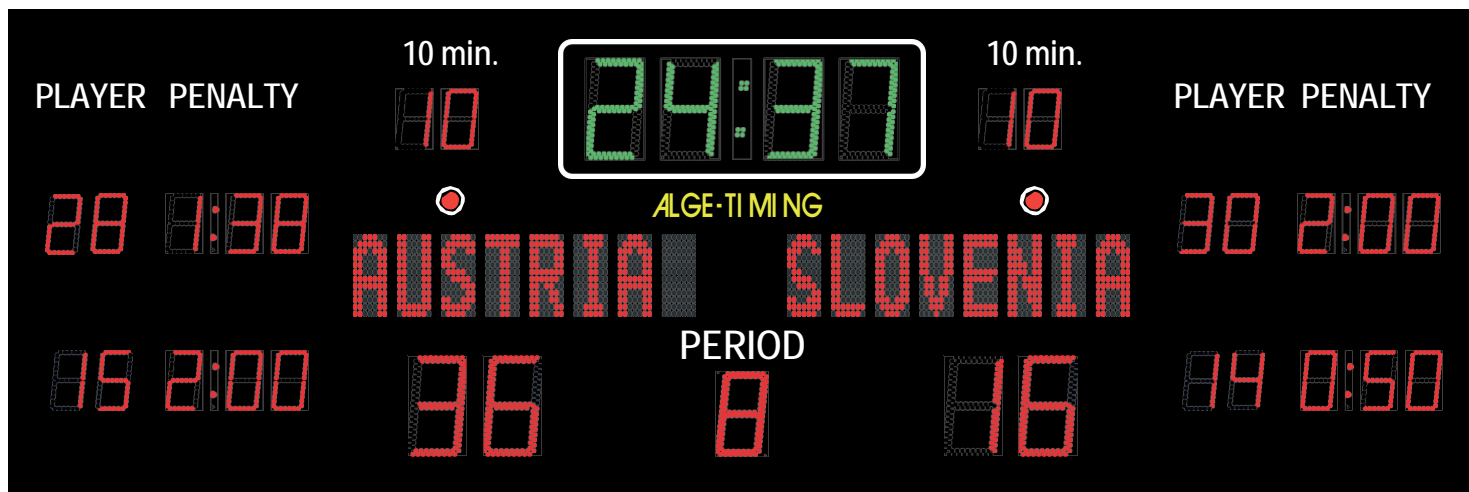 10 min. 24:37 10 min.
PLAYER PENALTY 10 10 PLAYER PENALTY
ALGE-TIMING
28 1:38 38 2:00
AUSTRIA SLOVENIA
PERIOD
15 2:00 36 8 16 14 0:50